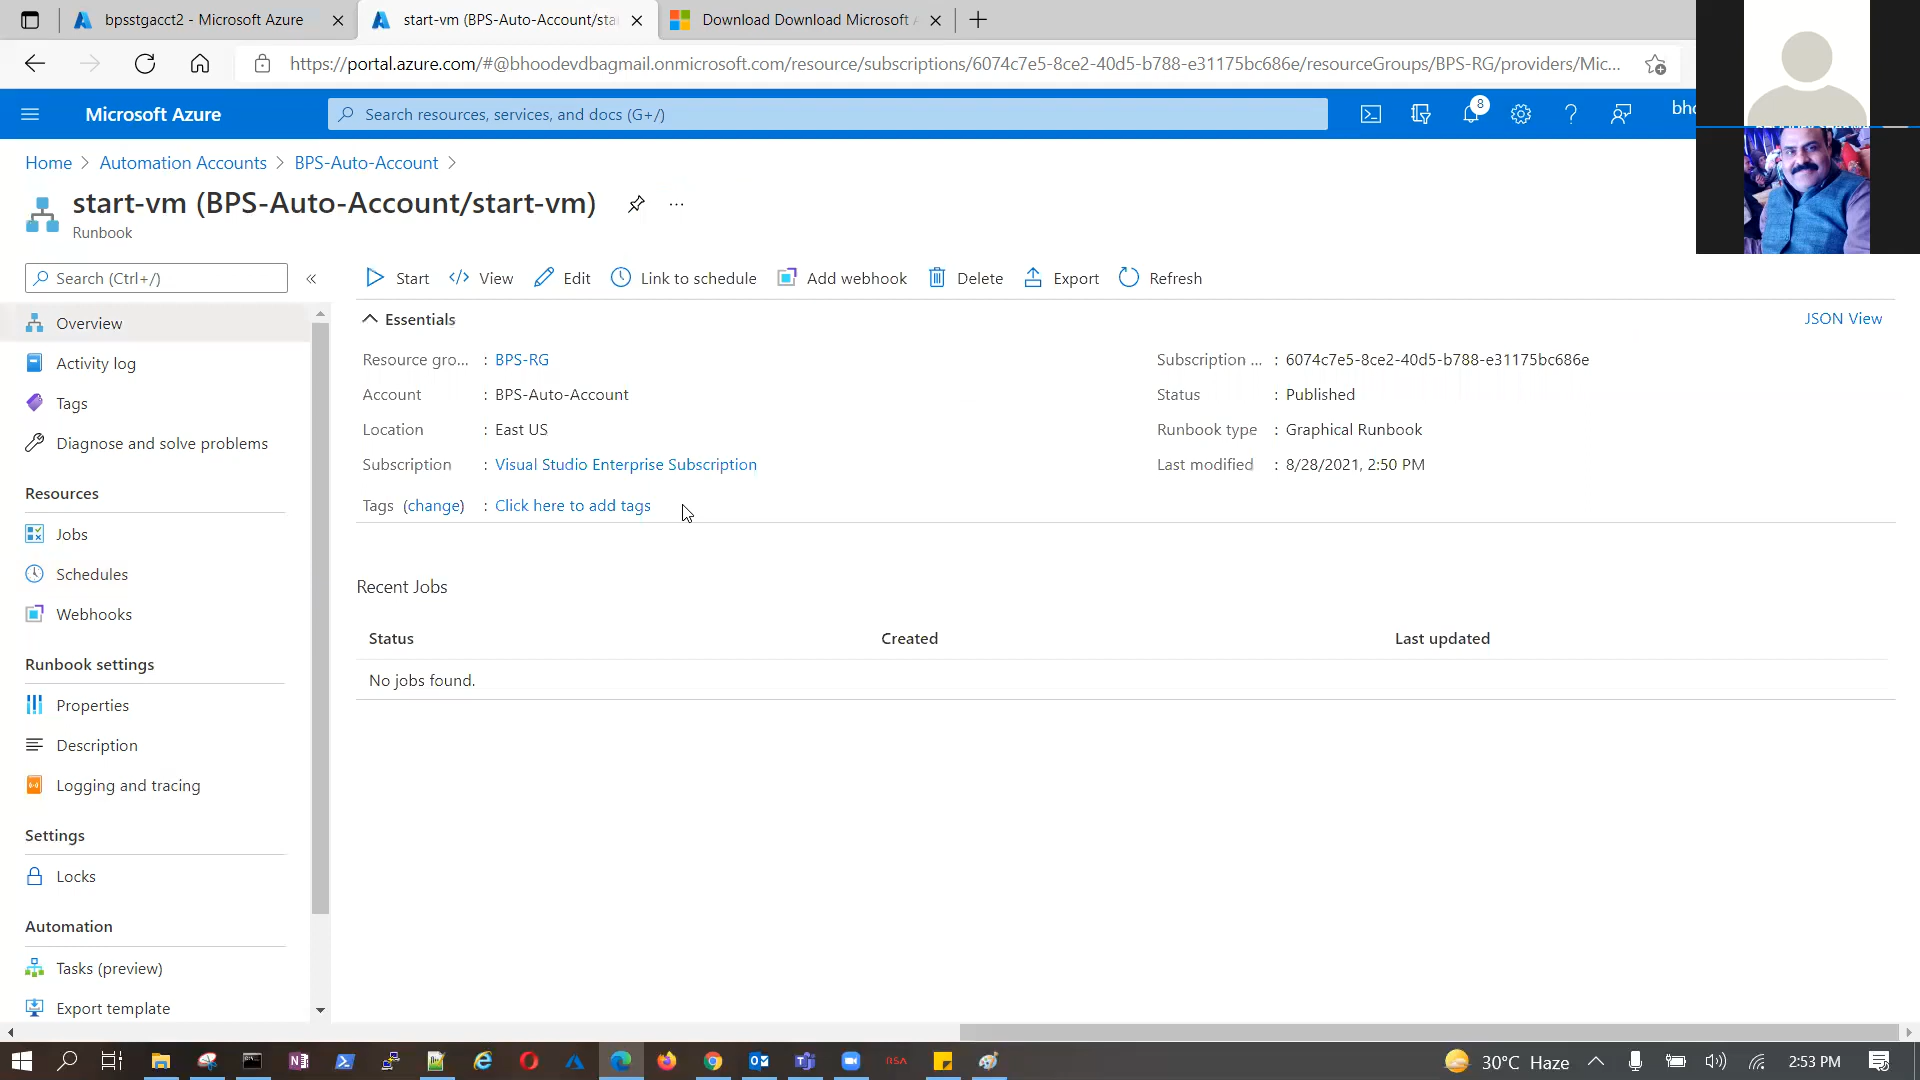 bpsstgacct2 - Microsoft Azure
start-vm (BPS-Auto-Account/sta
Download Download Microsoft A
https://portal.azure.com/#@bhoodevdbagmail.onmicrosoft.com/resource/subscriptions/6074c7e5-8ce2-40d5-b788-e31175bc686e/resourceGroups/BPS-RG/providers/Mic...
Microsoft Azure
Search resources, services, and docs (G+/)
8
bho
Home > Automation Accounts > BPS-Auto-Account >
start-vm (BPS-Auto-Account/start-vm)
...
Runbook
Search (Ctrl+/)
«
Start
View
Edit
Link to schedule
Add webhook
Delete
Export
Refresh
Overview
Activity log
Tags
Diagnose and solve problems
Resources
Jobs
Schedules
Webhooks
Runbook settings
Properties
Description
Logging and tracing
Settings
Locks
Automation
Tasks (preview)
Export template
Essentials
JSON View
Resource gro... : BPS-RG
Account : BPS-Auto-Account
Location : East US
Subscription : Visual Studio Enterprise Subscription
Tags (change) : Click here to add tags
Subscription ... : 6074c7e5-8ce2-40d5-b788-e31175bc686e
Status : Published
Runbook type : Graphical Runbook
Last modified : 8/28/2021, 2:50 PM
Recent Jobs
Status Created Last updated
No jobs found.
RSA
30°C Haze
2:53 PM